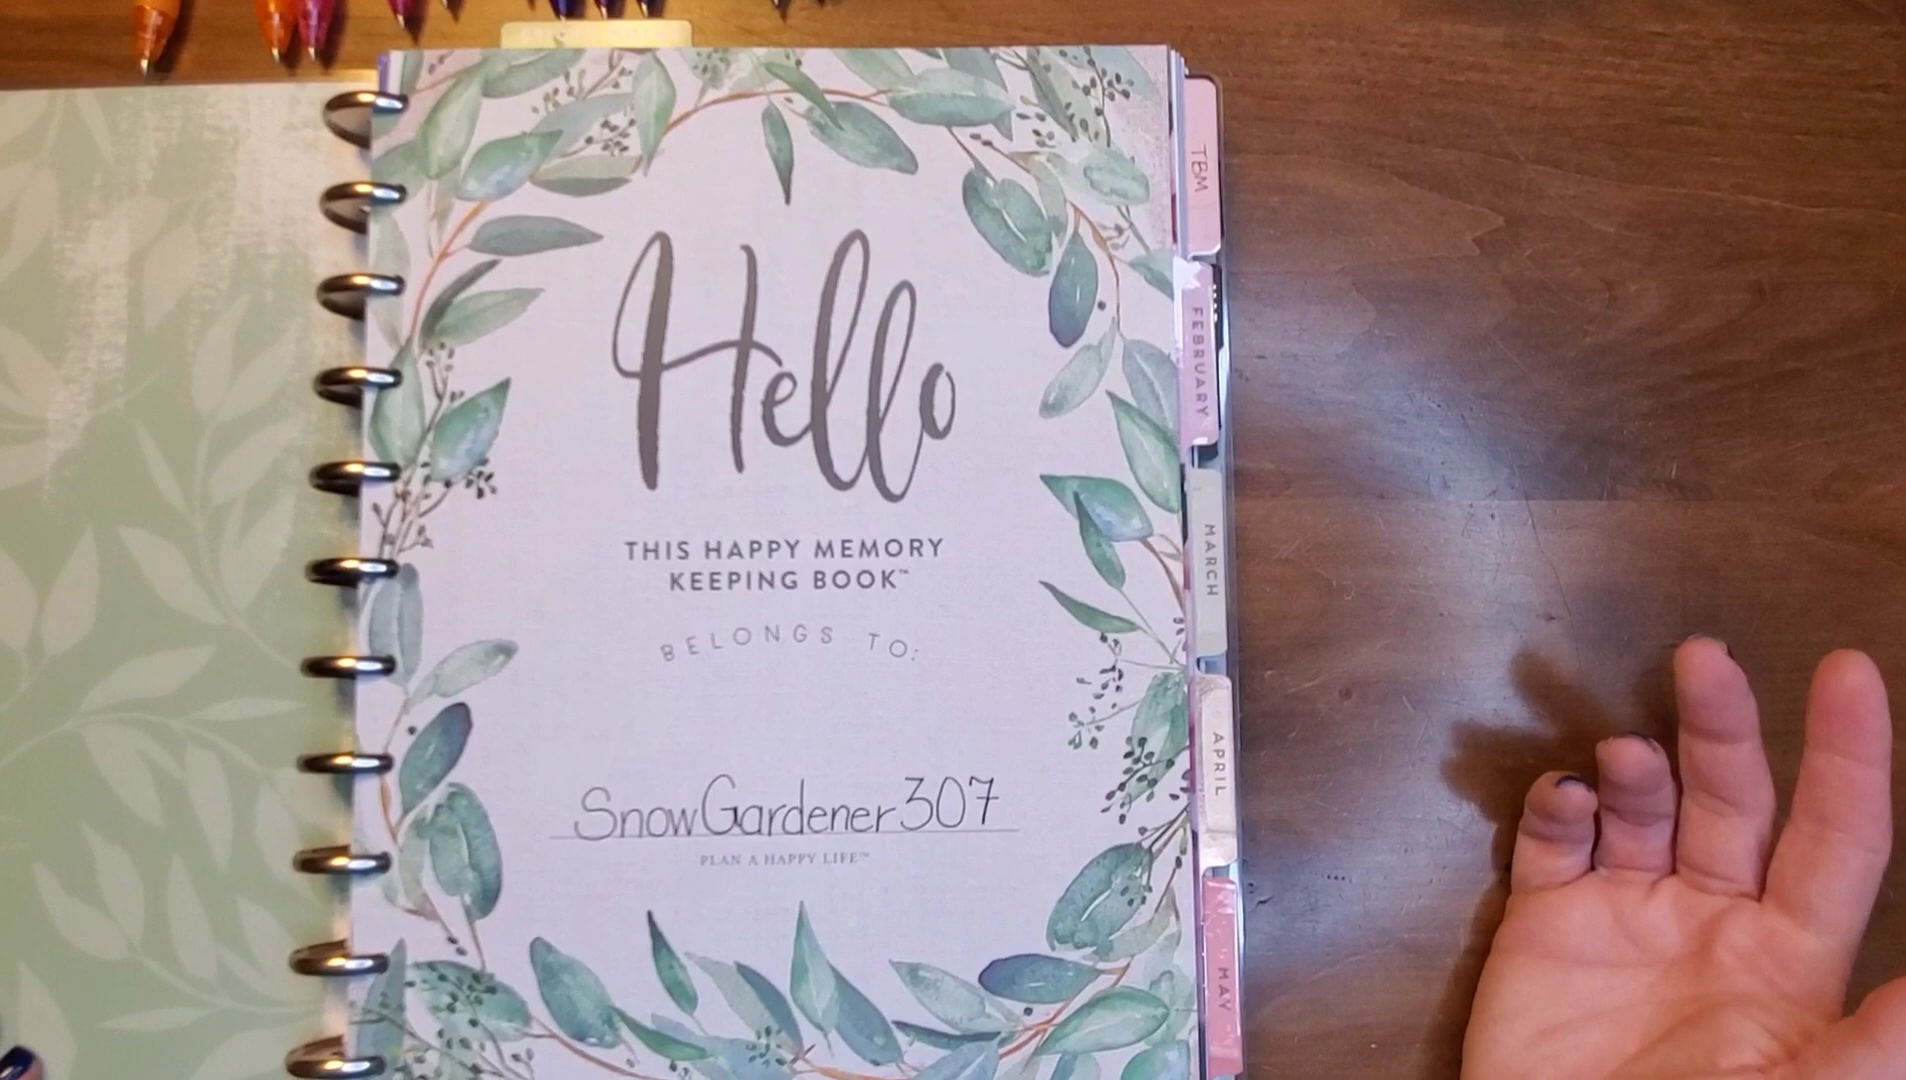 Hello
THIS HAPPY MEMORY
KEEPING BOOK™
BELONGS TO:
SnowGardener307
PLAN A HAPPY LIFE™
TBM
FEBRUARY
MARCH
APRIL
MAY